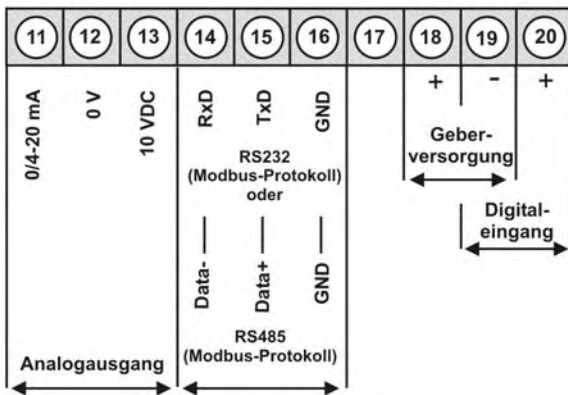 11 12 13 14 15 16 17 18 19 20
+ - +
0/4-20 mA
0 V
10 VDC
RxD
TxD
GND
RS232
(Modbus-Protokoll)
oder
Data-
Data+
GND
RS485
(Modbus-Protokoll)
Analogausgang
Geber-
versorgung
Digital-
eingang